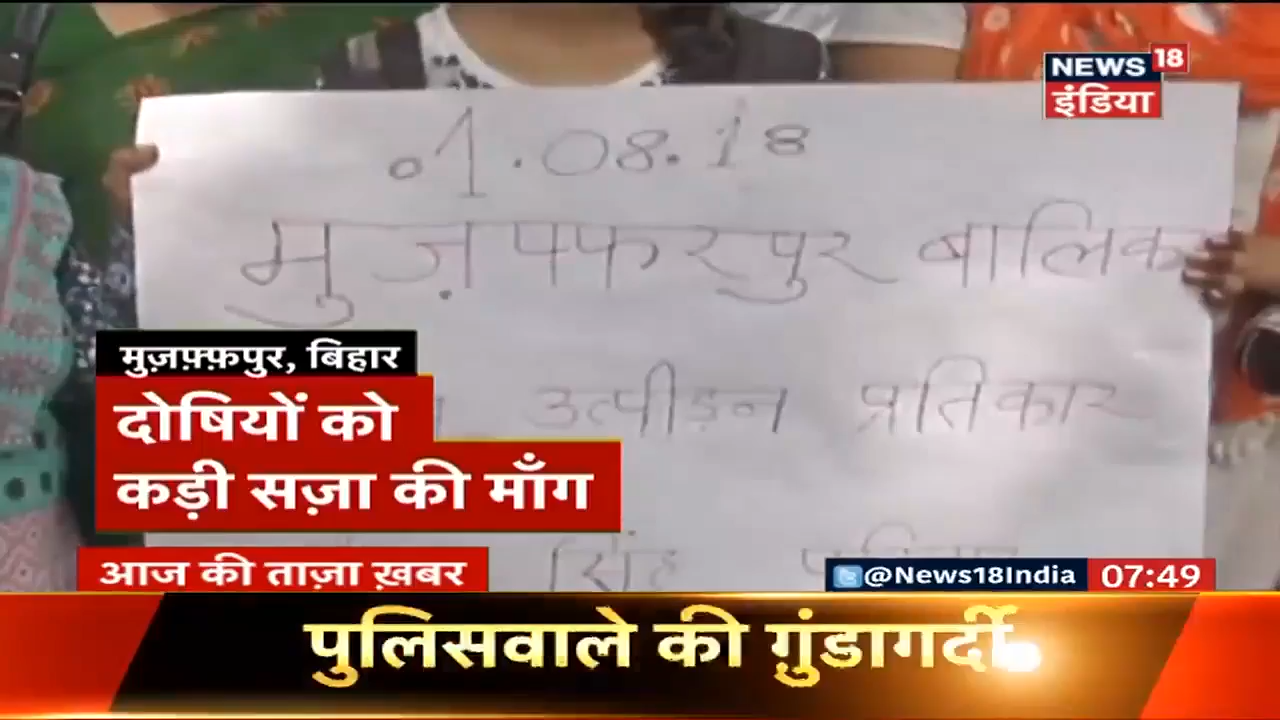 NEWS 18
इंडिया
01.08.18
मुज़फ्फरपुर बालिका
उत्पीड़न प्रतिकार
सिंह
मुज़फ़्फ़पुर, बिहार
दोषियों को
कड़ी सज़ा की माँग
आज की ताज़ा ख़बर
@News18India 07:49
पुलिसवाले की गुंडागर्दी